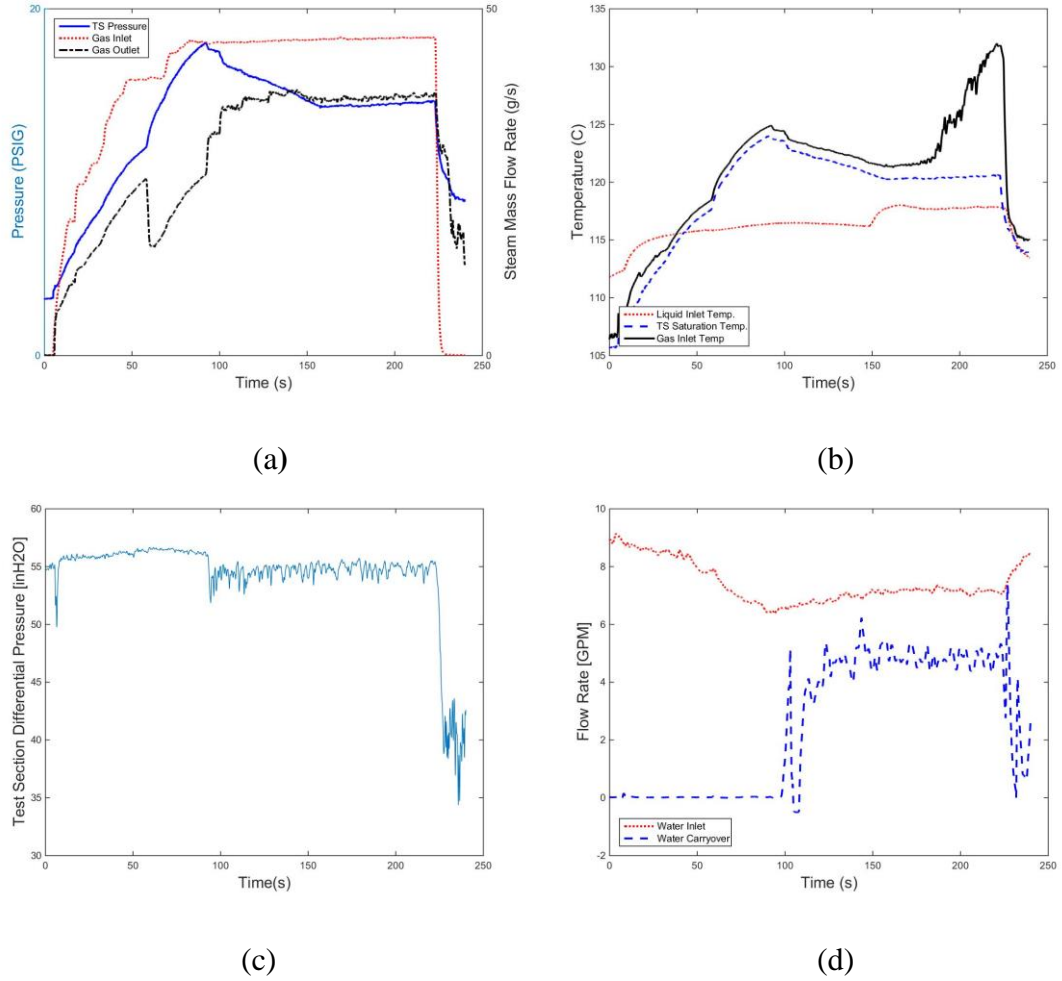 20
50
TS Pressure
Gas Inlet
Gas Outlet
Pressure (PSIG)
Steam Mass Flow Rate (g/s)
0
0
0 50 100 150 200 250
Time (s)
(a)
135
130
125
120
115
110
105
Temperature (C)
Liquid Inlet Temp.
TS Saturation Temp.
Gas Inlet Temp
0 50 100 150 200 250
Time(s)
(b)
60
55
50
45
40
35
30
Test Section Differential Pressure [inH2O]
0 50 100 150 200 250
Time(s)
(c)
10
8
6
4
2
0
-2
Flow Rate [GPM]
Water Inlet
Water Carryover
0 50 100 150 200 250
Time (s)
(d)